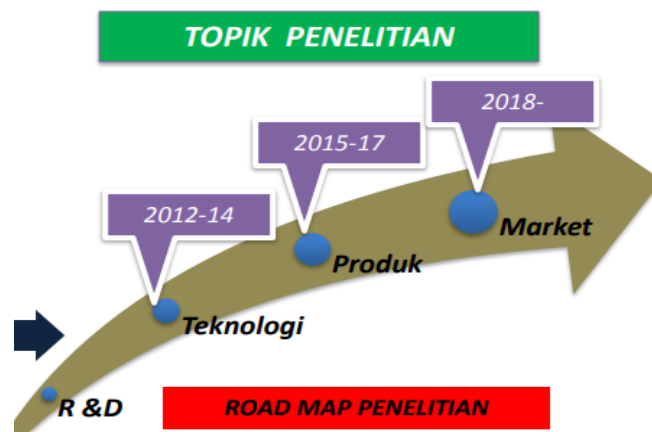 TOPIK PENELITIAN
2018-
2015-17
2012-14
Market
Produk
Teknologi
R &D
ROAD MAP PENELITIAN